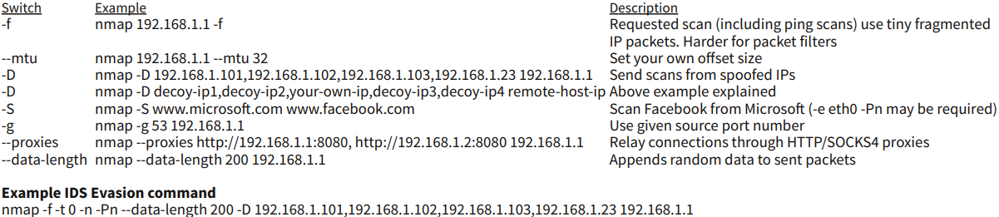 Switch Example Description
-f nmap 192.168.1.1 -f Requested scan (including ping scans) use tiny fragmented
IP packets. Harder for packet filters
--mtu nmap 192.168.1.1 --mtu 32 Set your own offset size
-D nmap -D 192.168.1.101,192.168.1.102,192.168.1.103,192.168.1.23 192.168.1.1 Send scans from spoofed IPs
-D nmap -D decoy-ip1,decoy-ip2,your-own-ip,decoy-ip3,decoy-ip4 remote-host-ip Above example explained
-S nmap -S www.microsoft.com www.facebook.com Scan Facebook from Microsoft (-e eth0 -Pn may be required)
-g nmap -g 53 192.168.1.1 Use given source port number
--proxies nmap --proxies http://192.168.1.1:8080, http://192.168.1.2:8080 192.168.1.1 Relay connections through HTTP/SOCKS4 proxies
--data-length nmap --data-length 200 192.168.1.1 Appends random data to sent packets
Example IDS Evasion command
nmap -f -t 0 -n -Pn --data-length 200 -D 192.168.1.101,192.168.1.102,192.168.1.103,192.168.1.23 192.168.1.1